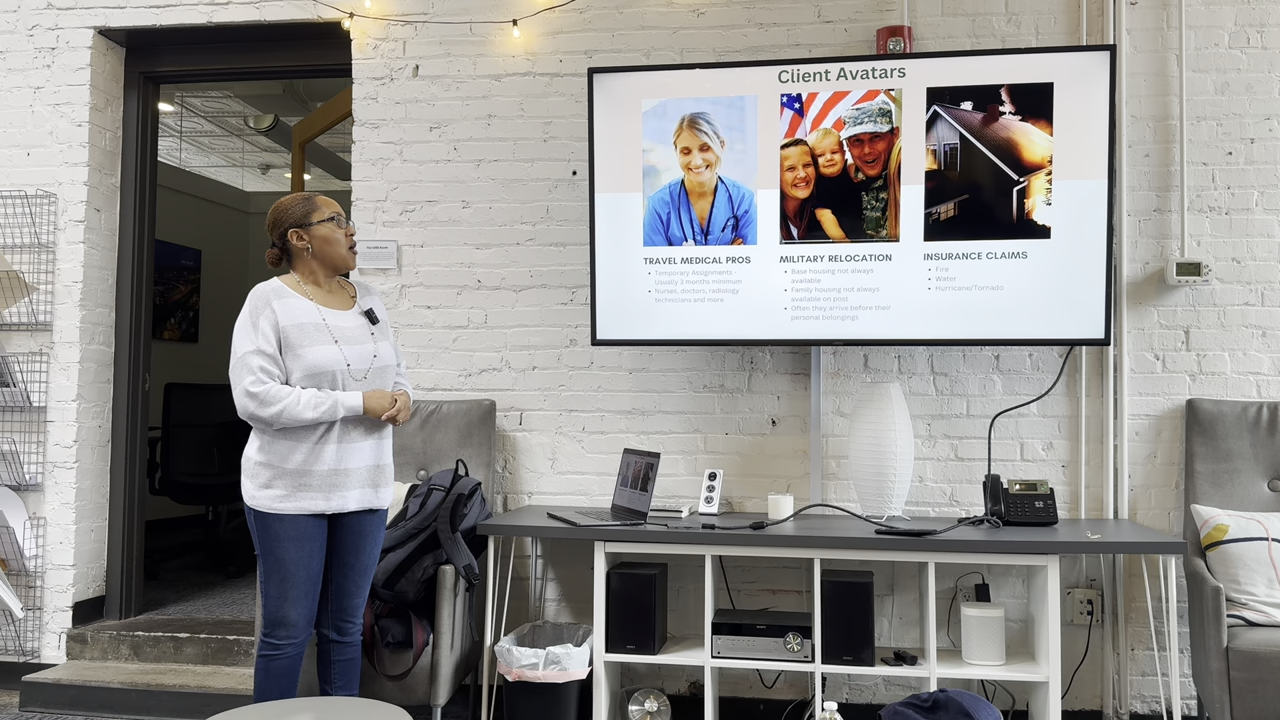 Client Avatars
TRAVEL MEDICAL PROS
Temporary Assignments -
Usually 3 months minimum
Nurses, doctors, radiology
technicians and more
MILITARY RELOCATION
Base housing not always
available
Family housing not always
available on post
Often they arrive before their
personal belongings
INSURANCE CLAIMS
Fire
Water
Hurricane/Tornado